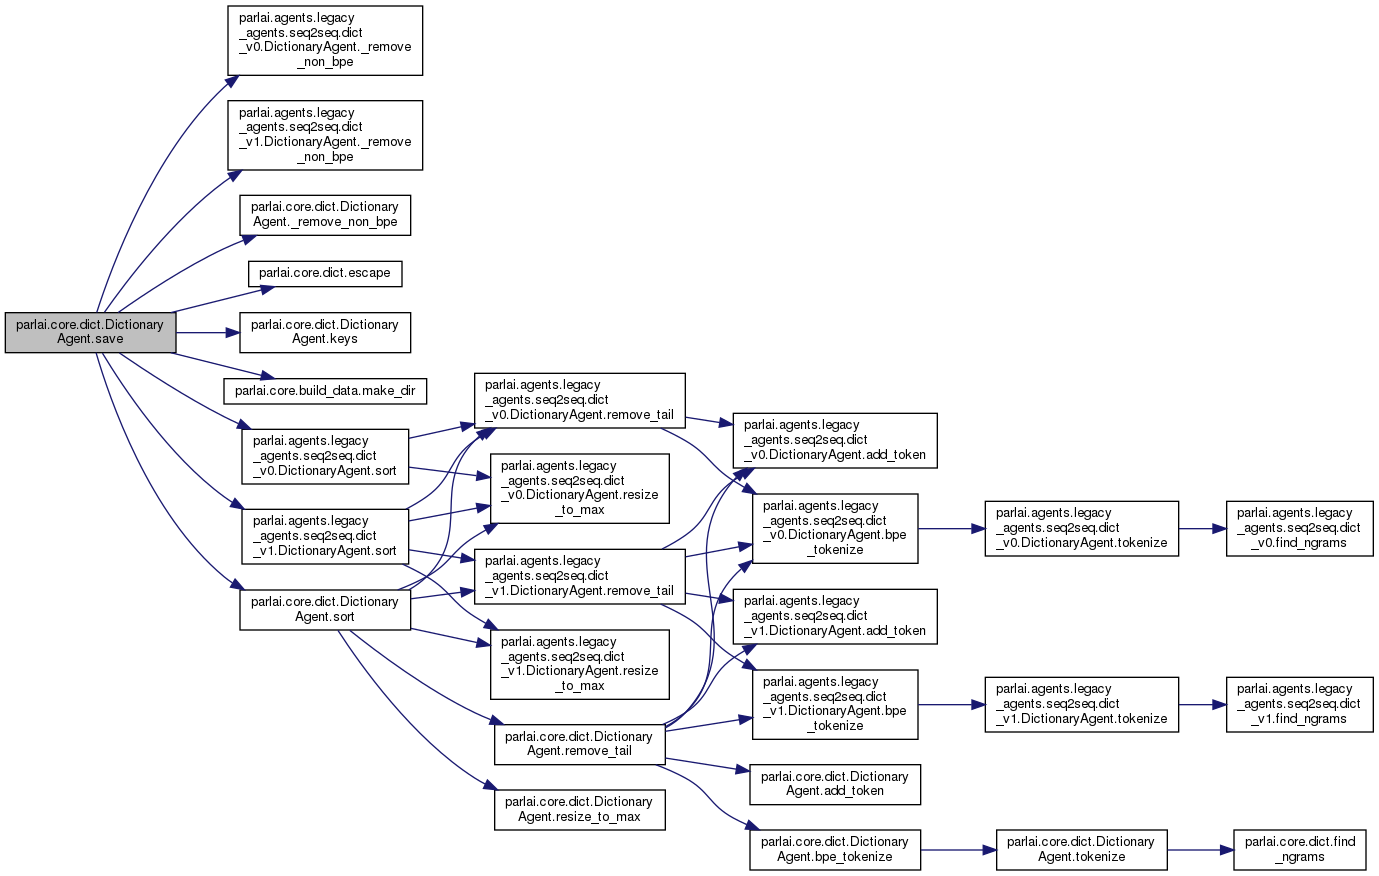 parlai.agents.legacy
_agents.seq2seq.dict
_v0.DictionaryAgent._remove
_non_bpe
parlai.agents.legacy
_agents.seq2seq.dict
_v1.DictionaryAgent._remove
_non_bpe
parlai.core.dict.Dictionary
Agent._remove_non_bpe
parlai.core.dict.escape
parlai.core.dict.Dictionary
Agent.save
parlai.core.dict.Dictionary
Agent.keys
parlai.core.build_data.make_dir
parlai.agents.legacy
_agents.seq2seq.dict
_v0.DictionaryAgent.sort
parlai.agents.legacy
_agents.seq2seq.dict
_v1.DictionaryAgent.sort
parlai.core.dict.Dictionary
Agent.sort
parlai.agents.legacy
_agents.seq2seq.dict
_v0.DictionaryAgent.remove_tail
parlai.agents.legacy
_agents.seq2seq.dict
_v0.DictionaryAgent.resize
_to_max
parlai.agents.legacy
_agents.seq2seq.dict
_v1.DictionaryAgent.remove_tail
parlai.agents.legacy
_agents.seq2seq.dict
_v1.DictionaryAgent.resize
_to_max
parlai.core.dict.Dictionary
Agent.remove_tail
parlai.core.dict.Dictionary
Agent.resize_to_max
parlai.agents.legacy
_agents.seq2seq.dict
_v0.DictionaryAgent.add_token
parlai.agents.legacy
_agents.seq2seq.dict
_v0.DictionaryAgent.bpe
_tokenize
parlai.agents.legacy
_agents.seq2seq.dict
_v1.DictionaryAgent.add_token
parlai.agents.legacy
_agents.seq2seq.dict
_v1.DictionaryAgent.bpe
_tokenize
parlai.core.dict.Dictionary
Agent.add_token
parlai.core.dict.Dictionary
Agent.bpe_tokenize
parlai.agents.legacy
_agents.seq2seq.dict
_v0.DictionaryAgent.tokenize
parlai.agents.legacy
_agents.seq2seq.dict
_v1.DictionaryAgent.tokenize
parlai.core.dict.Dictionary
Agent.tokenize
parlai.agents.legacy
_agents.seq2seq.dict
_v0.find_ngrams
parlai.agents.legacy
_agents.seq2seq.dict
_v1.find_ngrams
parlai.core.dict.find
_ngrams